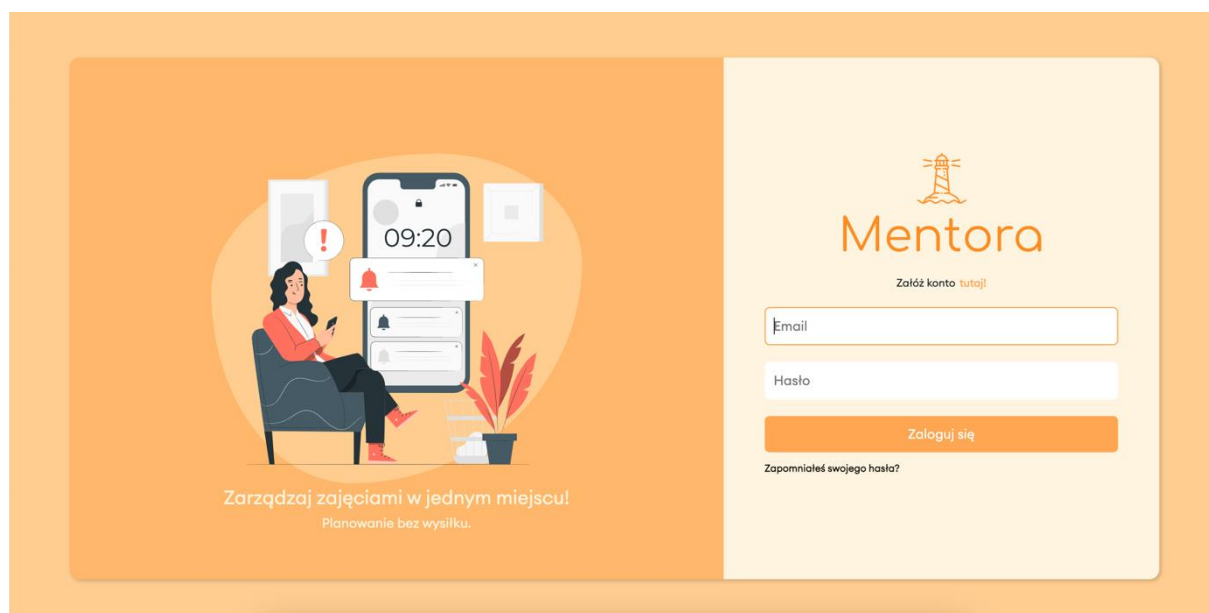 09:20
!
Zarządzaj zajęciami w jednym miejscu!
Planowanie bez wysiłku.
Mentora
Załóż konto tutaj!
Email
Hasło
Zaloguj się
Zapomniałeś swojego hasła?